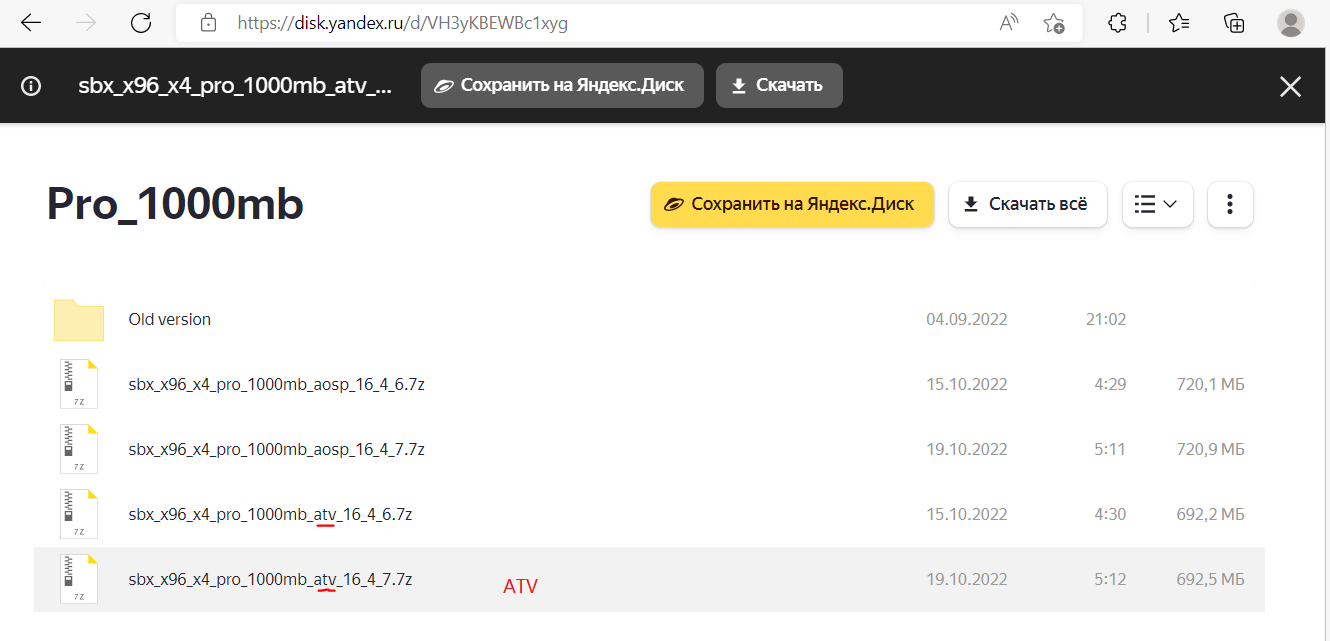 https://disk.yandex.ru/d/VH3yKBEWBc1xyg
sbx_x96_x4_pro_1000mb_atv_... Сохранить на Яндекс.Диск Скачать
Pro_1000mb Сохранить на Яндекс.Диск Скачать всё
Old version 04.09.2022 21:02
7Z sbx_x96_x4_pro_1000mb_aosp_16_4_6.7z 15.10.2022 4:29 720,1 МБ
7Z sbx_x96_x4_pro_1000mb_aosp_16_4_7.7z 19.10.2022 5:11 720,9 МБ
7Z sbx_x96_x4_pro_1000mb_atv_16_4_6.7z 15.10.2022 4:30 692,2 МБ
7Z sbx_x96_x4_pro_1000mb_atv_16_4_7.7z ATV 19.10.2022 5:12 692,5 МБ